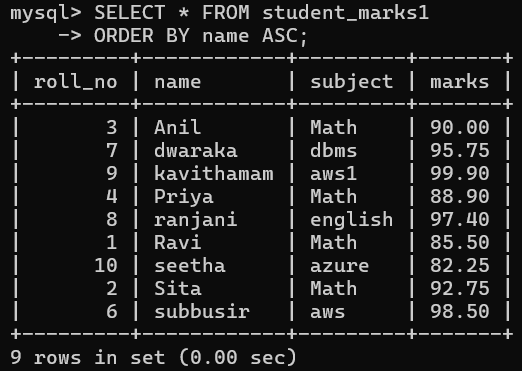 mysql> SELECT * FROM student_marks1
    -> ORDER BY name ASC;
+---------+------------+---------+-------+
| roll_no | name       | subject | marks |
+---------+------------+---------+-------+
|       3 | Anil       | Math    | 90.00 |
|       7 | dwaraka    | dbms    | 95.75 |
|       9 | kavithamam | aws1    | 99.90 |
|       4 | Priya      | Math    | 88.90 |
|       8 | ranjani    | english | 97.40 |
|       1 | Ravi       | Math    | 85.50 |
|      10 | seetha     | azure   | 82.25 |
|       2 | Sita       | Math    | 92.75 |
|       6 | subbusir   | aws     | 98.50 |
+---------+------------+---------+-------+
9 rows in set (0.00 sec)